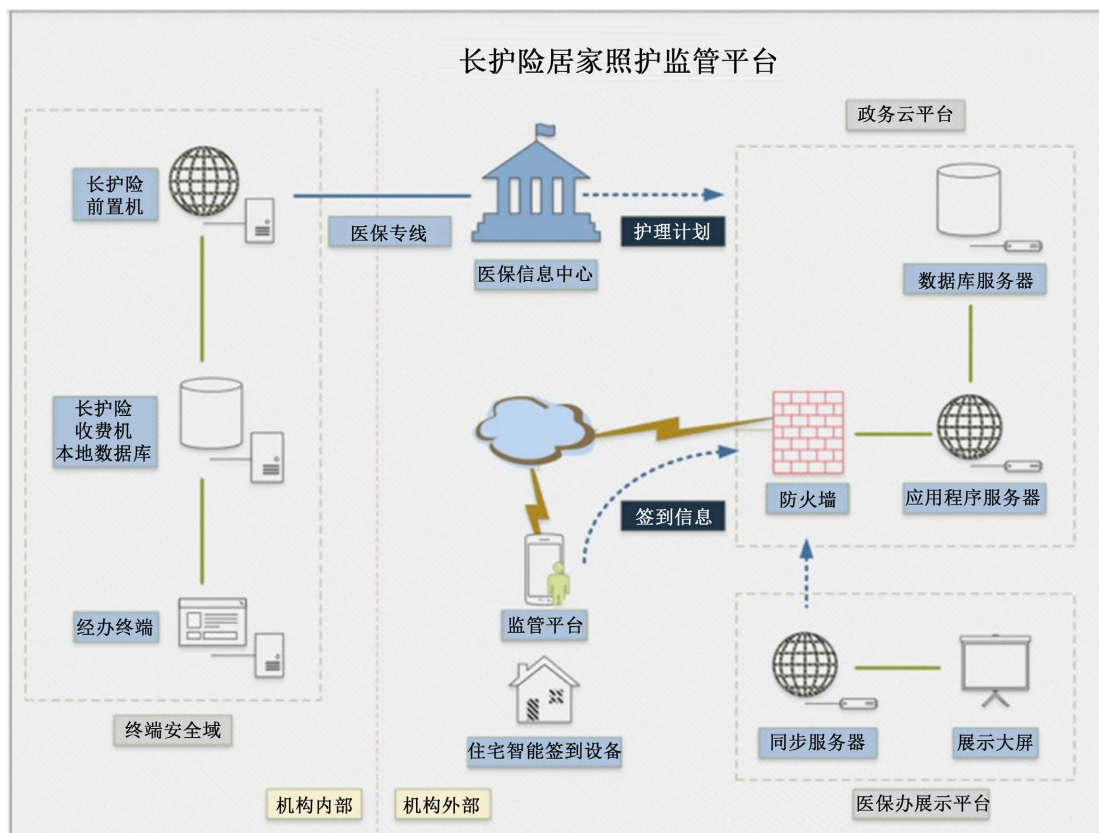 长护险居家照护监管平台
政务云平台
长护险
前置机
医保专线
医保信息中心
护理计划
数据库服务器
长护险
收费机
本地数据库
防火墙
应用程序服务器
签到信息
经办终端
监管平台
终端安全域
住宅智能签到设备
同步服务器
展示大屏
机构内部
机构外部
医保办展示平台